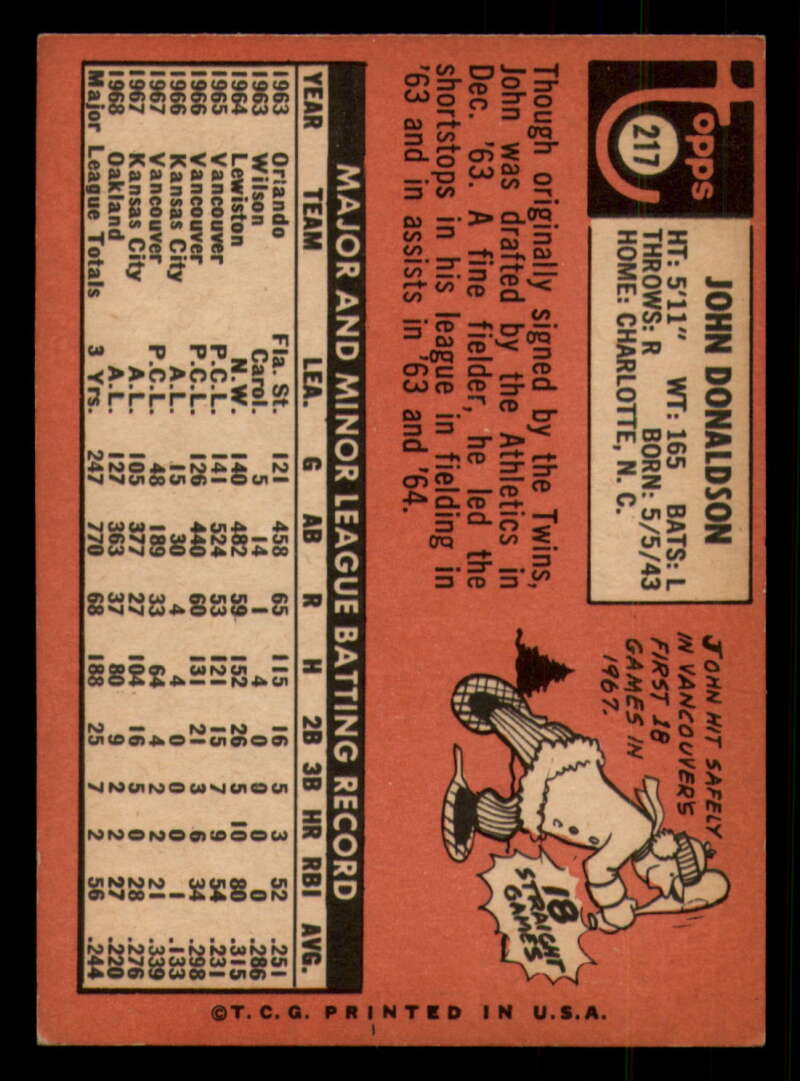 Topps
217
JOHN DONALDSON
HT: 5'11" WT: 165 BATS: L
THROWS: R BORN: 5/5/43
HOME: CHARLOTTE, N. C.
Though originally signed by the Twins,
John was drafted by the Athletics in
Dec. '63. A fine fielder, he led the
shortstops in his league in fielding in
'63 and in assists in '63 and '64.
JOHN HIT SAFELY
IN VANCOUVER'S
FIRST 18
GAMES IN
1967.
18
STRAIGHT
GAMES
MAJOR AND MINOR LEAGUE BATTING RECORD
YEAR TEAM LEA. G AB R H 2B 3B HR RBI AVG.
1963 Orlando Fla. St. 121 458 65 115 16 5 3 52 .251
1963 Wilson Carol. 5 14 1 4 0 0 0 0 .286
1964 Lewiston N.W. 140 482 59 152 26 5 10 80 .315
1965 Vancouver P.C.L. 141 524 53 121 15 7 9 54 .231
1966 Vancouver P.C.L. 126 440 60 131 21 3 6 34 .298
1966 Kansas City A.L. 15 30 4 4 0 0 0 1 .133
1967 Vancouver P.C.L. 48 189 33 64 4 2 2 21 .339
1967 Kansas City A.L. 105 377 27 104 16 5 0 28 .276
1968 Oakland A.L. 127 363 37 80 9 2 2 27 .220
Major League Totals 3 Yrs. 247 770 68 188 25 7 2 56 .244
©T.C.G. PRINTED IN U.S.A.